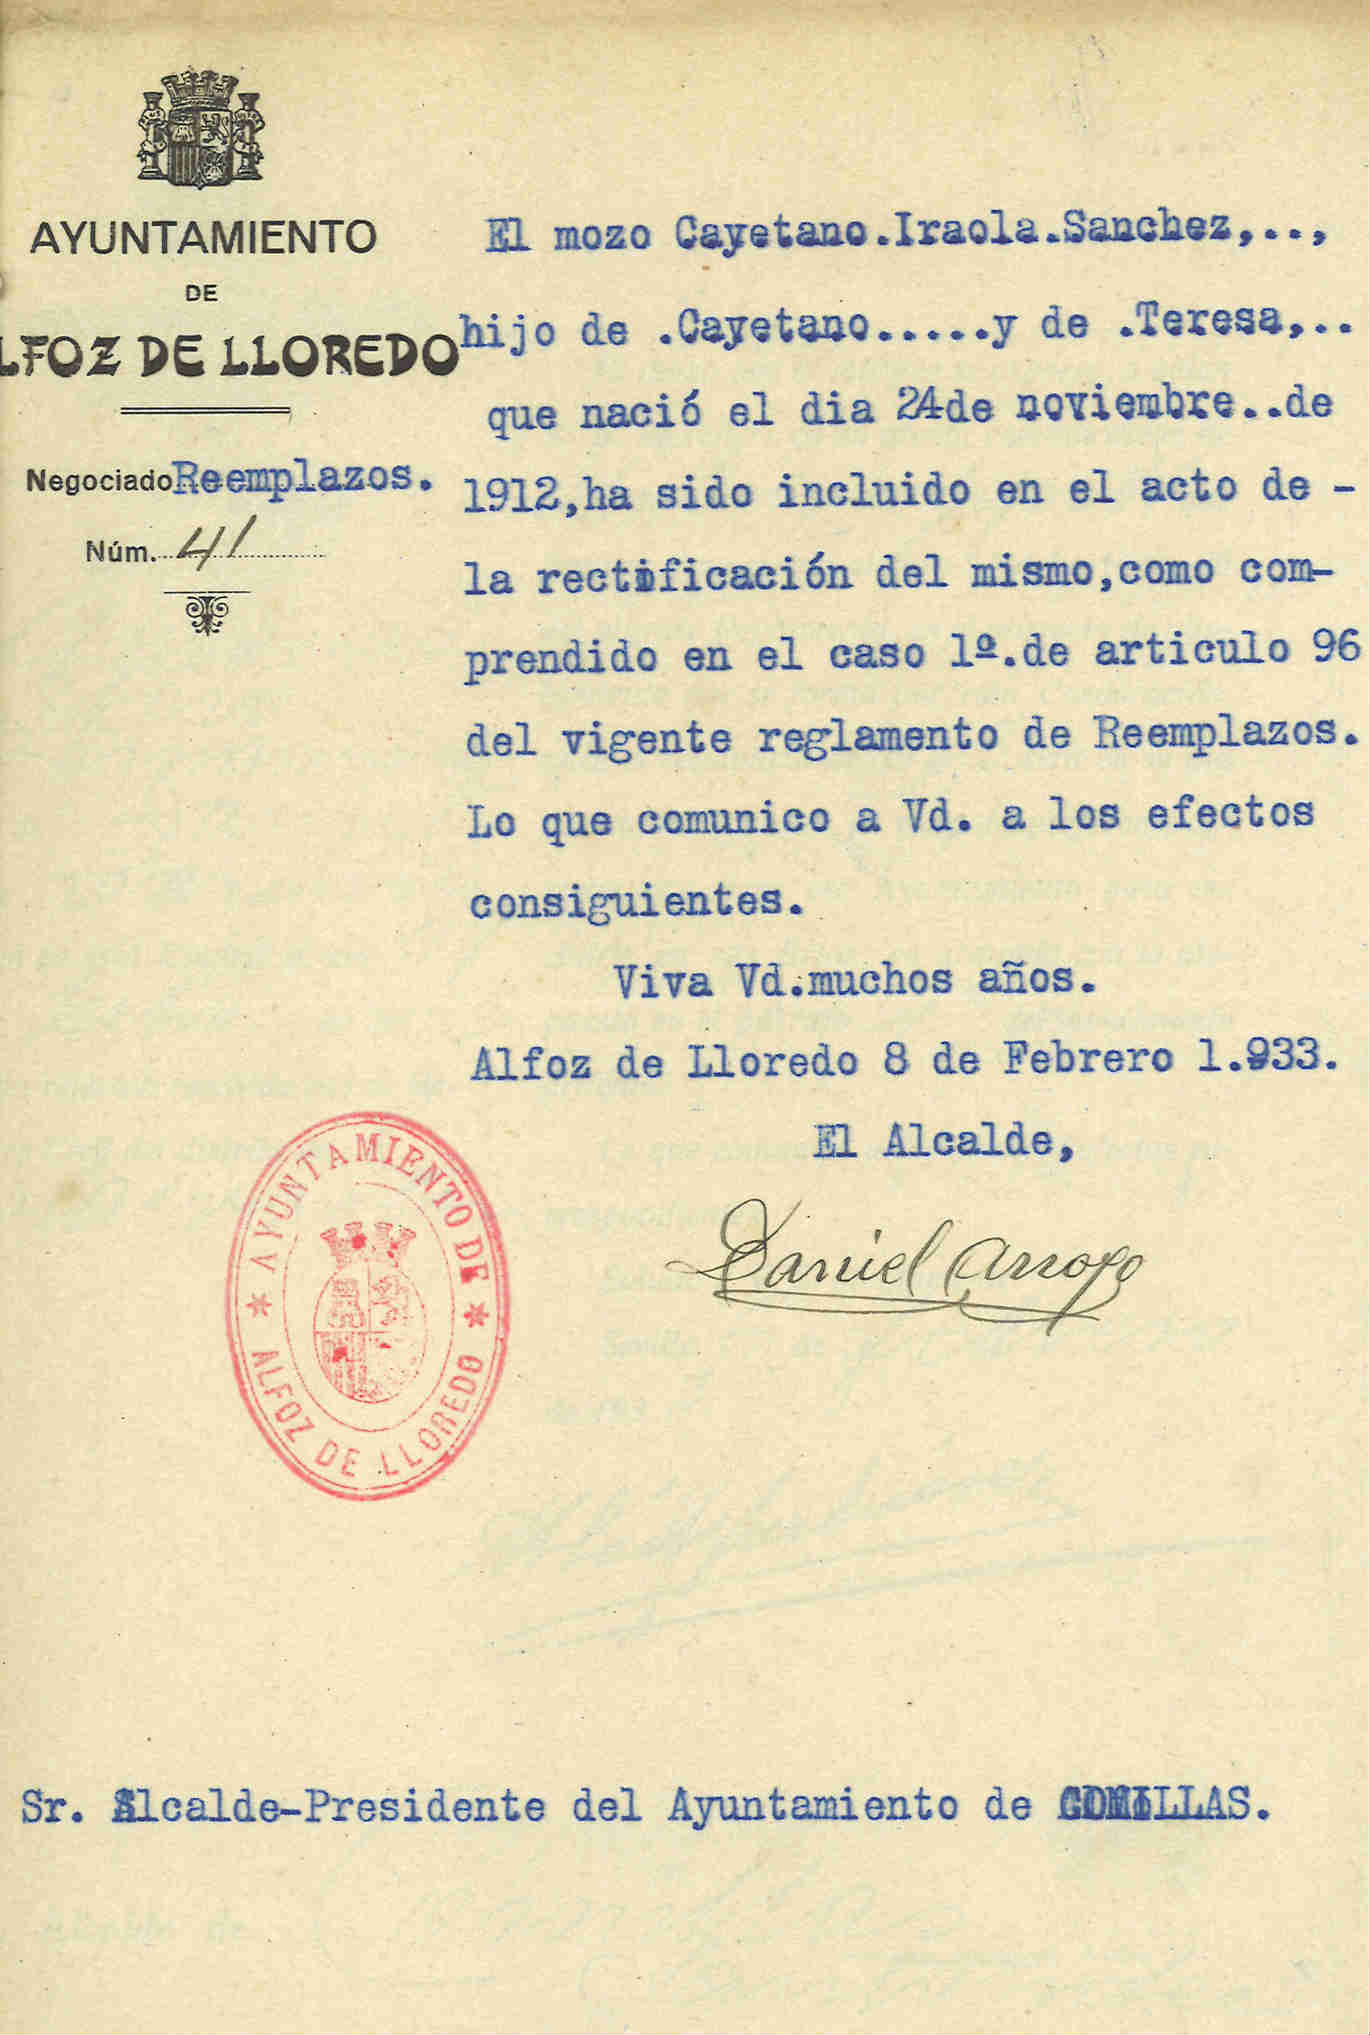 AYUNTAMIENTO
DE
LFOZ DE LLOREDO
Negociado Reemplazos.
Núm. 41
El mozo Cayetano.Iraola.Sanchez,..,
hijo de .Cayetano.....y de .Teresa,..
que nació el dia 24de noviembre..de
1912,ha sido incluido en el acto de -
la rectificación del mismo,como com-
prendido en el caso 1º.de articulo 96
del vigente reglamento de Reemplazos.
Lo que comunico a Vd. a los efectos
consiguientes.
Viva Vd.muchos años.
Alfoz de Lloredo 8 de Febrero 1.933.
El Alcalde,
Daniel Arroyo
* AYUNTAMIENTO DE *
ALFOZ DE LLOREDO
Sr. Alcalde-Presidente del Ayuntamiento de COMILLAS.